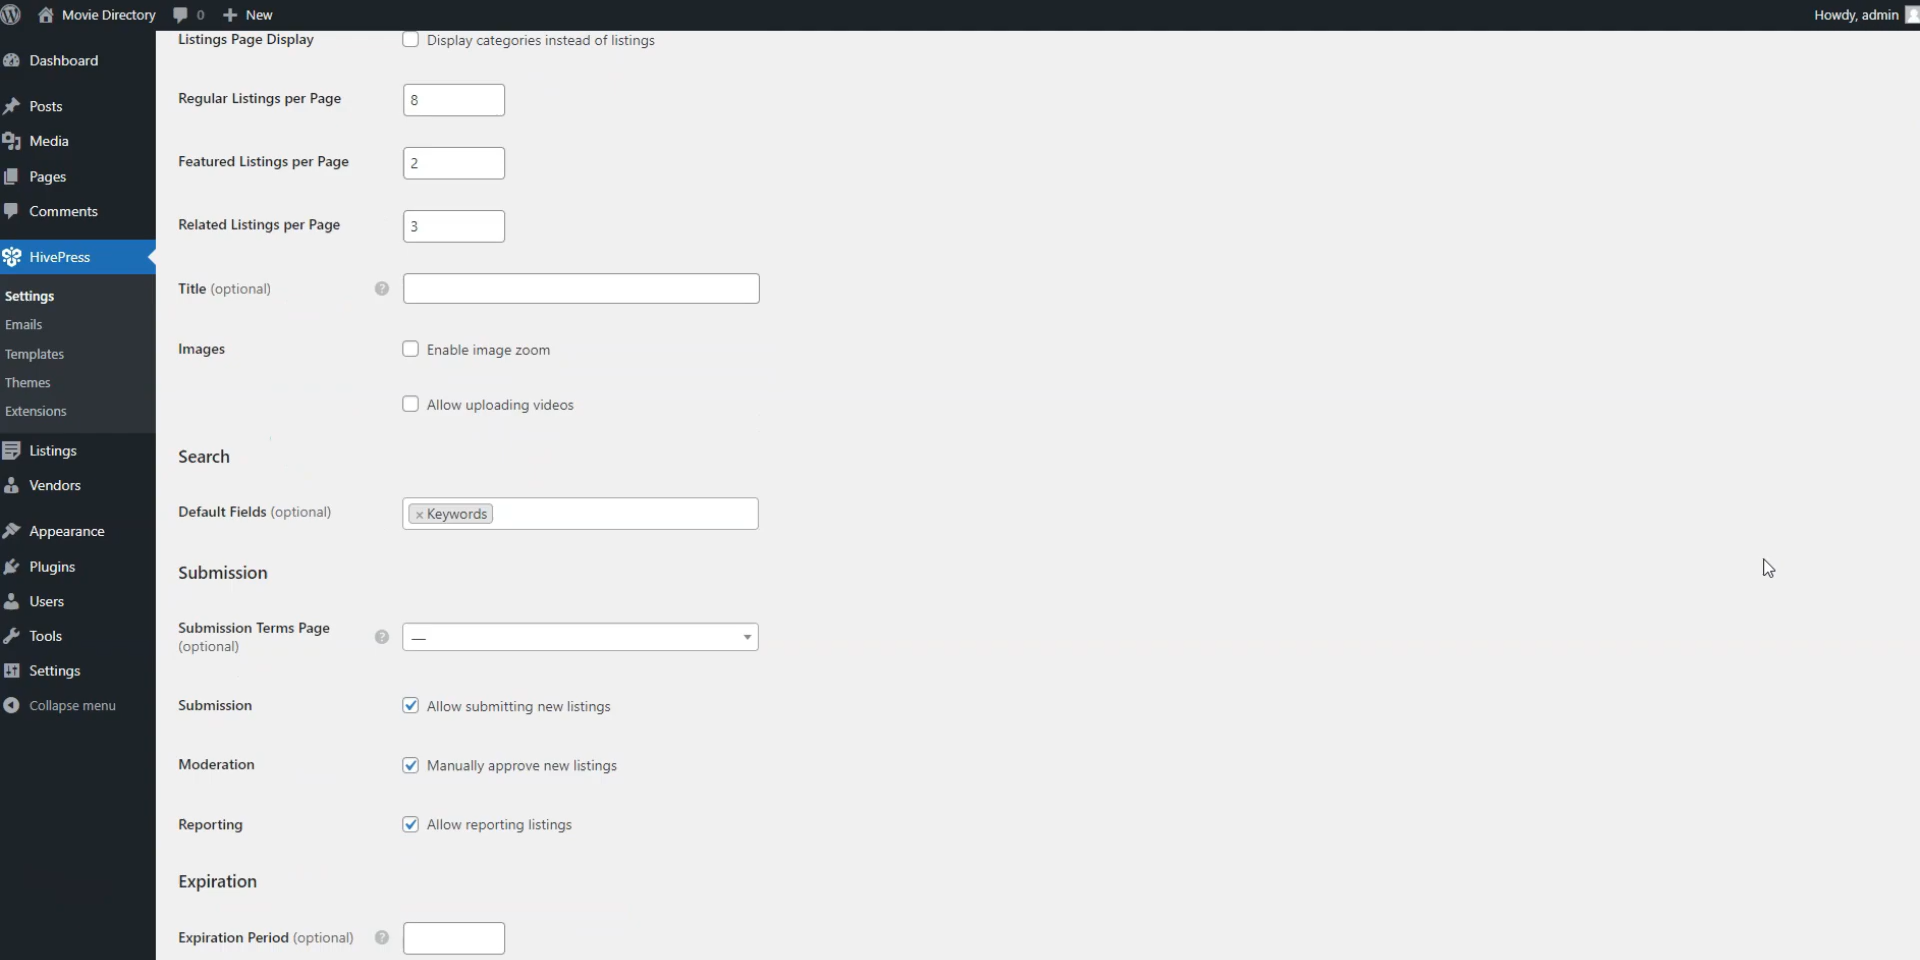 Movie Directory
0
New
Howdy, admin
Dashboard
Posts
Media
Pages
Comments
HivePress
Settings
Emails
Templates
Themes
Extensions
Listings
Vendors
Appearance
Plugins
Users
Tools
Settings
Collapse menu
Listings Page Display
Display categories instead of listings
Regular Listings per Page
8
Featured Listings per Page
2
Related Listings per Page
3
Title (optional)
?
Images
Enable image zoom
Allow uploading videos
Search
Default Fields (optional)
× Keywords
Submission
Submission Terms Page
(optional)
?
—
Submission
Allow submitting new listings
Moderation
Manually approve new listings
Reporting
Allow reporting listings
Expiration
Expiration Period (optional)
?